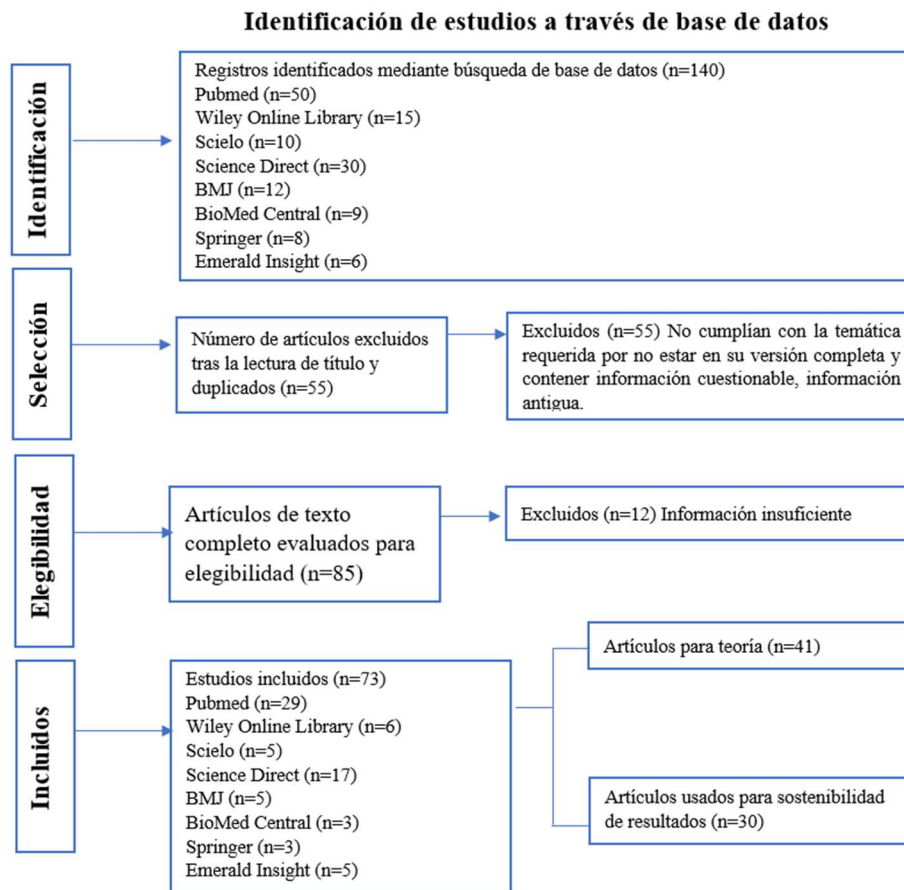 Identificación de estudios a través de base de datos
Identificación
Registros identificados mediante búsqueda de base de datos (n=140)
Pubmed (n=50)
Wiley Online Library (n=15)
Scielo (n=10)
Science Direct (n=30)
BMJ (n=12)
BioMed Central (n=9)
Springer (n=8)
Emerald Insight (n=6)
Selección
Número de artículos excluidos
tras la lectura de título y
duplicados (n=55)
Excluidos (n=55) No cumplían con la temática
requerida por no estar en su versión completa y
contener información cuestionable, información
antigua.
Elegibilidad
Artículos de texto
completo evaluados para
elegibilidad (n=85)
Excluidos (n=12) Información insuficiente
Incluidos
Estudios incluidos (n=73)
Pubmed (n=29)
Wiley Online Library (n=6)
Scielo (n=5)
Science Direct (n=17)
BMJ (n=5)
BioMed Central (n=3)
Springer (n=3)
Emerald Insight (n=5)
Artículos para teoría (n=41)
Artículos usados para sostenibilidad
de resultados (n=30)